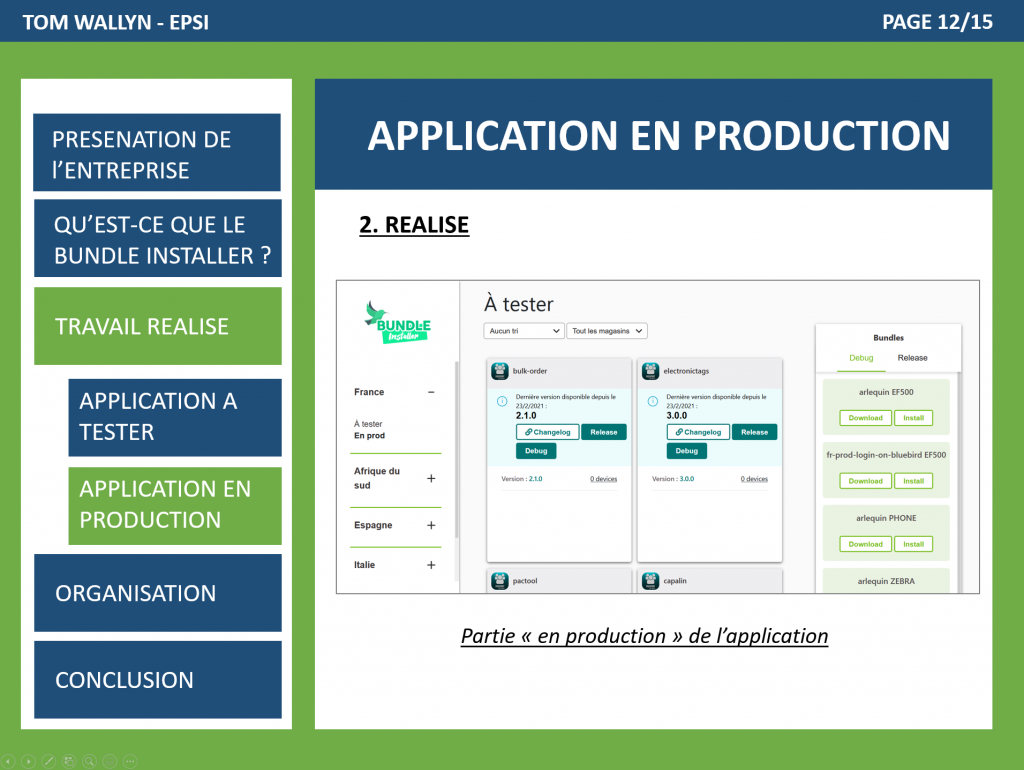 TOM WALLYN - EPSI
PAGE 12/15
PRESENATION DE
l’ENTREPRISE
QU’EST-CE QUE LE
BUNDLE INSTALLER ?
TRAVAIL REALISE
APPLICATION A
TESTER
APPLICATION EN
PRODUCTION
ORGANISATION
CONCLUSION
APPLICATION EN PRODUCTION
2. REALISE
BUNDLE
Installer
France −
À tester
En prod
Afrique du
sud +
Espagne +
Italie +
À tester
Aucun tri
Tout les magasins
bulk-order
Dernière version disponible depuis le
23/2/2021 :
2.1.0
Changelog
Release
Debug
Version : 2.1.0
0 devices
electronictags
Dernière version disponible depuis le
23/2/2021 :
3.0.0
Changelog
Release
Debug
Version : 3.0.0
0 devices
pactool
capalin
Bundles
Debug
Release
arlequin EF500
Download
Install
fr-prod-login-on-bluebird EF500
Download
Install
arlequin PHONE
Download
Install
arlequin ZEBRA
Partie « en production » de l’application